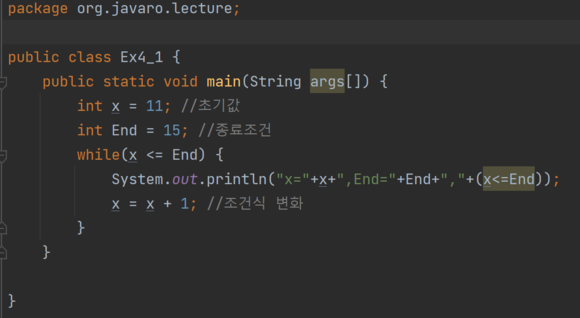 package org.javaro.lecture;
public class Ex4_1 {
public static void main(String args[]) {
int x = 11; //초기값
int End = 15; //종료조건
while(x <= End) {
System.out.println("x="+x+",End="+End+","+(x<=End));
x = x + 1; //조건식 변화
}
}
}